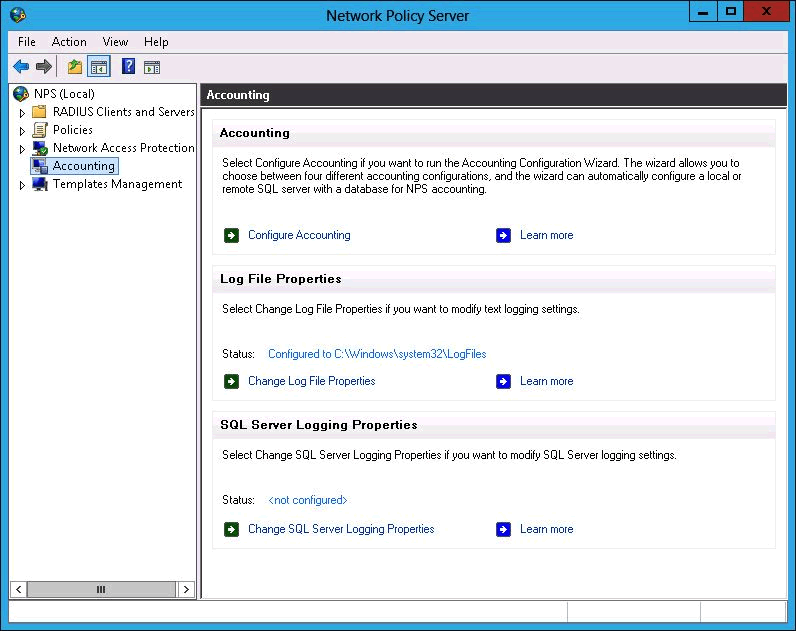 Network Policy Server
File Action View Help
NPS (Local)
RADIUS Clients and Servers
Policies
Network Access Protection
Accounting
Templates Management
Accounting
Accounting
Select Configure Accounting if you want to run the Accounting Configuration Wizard. The wizard allows you to
choose between four different accounting configurations, and the wizard can automatically configure a local or
remote SQL server with a database for NPS accounting.
Configure Accounting Learn more
Log File Properties
Select Change Log File Properties if you want to modify text logging settings.
Status: Configured to C:\Windows\system32\LogFiles
Change Log File Properties Learn more
SQL Server Logging Properties
Select Change SQL Server Logging Properties if you want to modify SQL Server logging settings.
Status: <not configured>
Change SQL Server Logging Properties Learn more